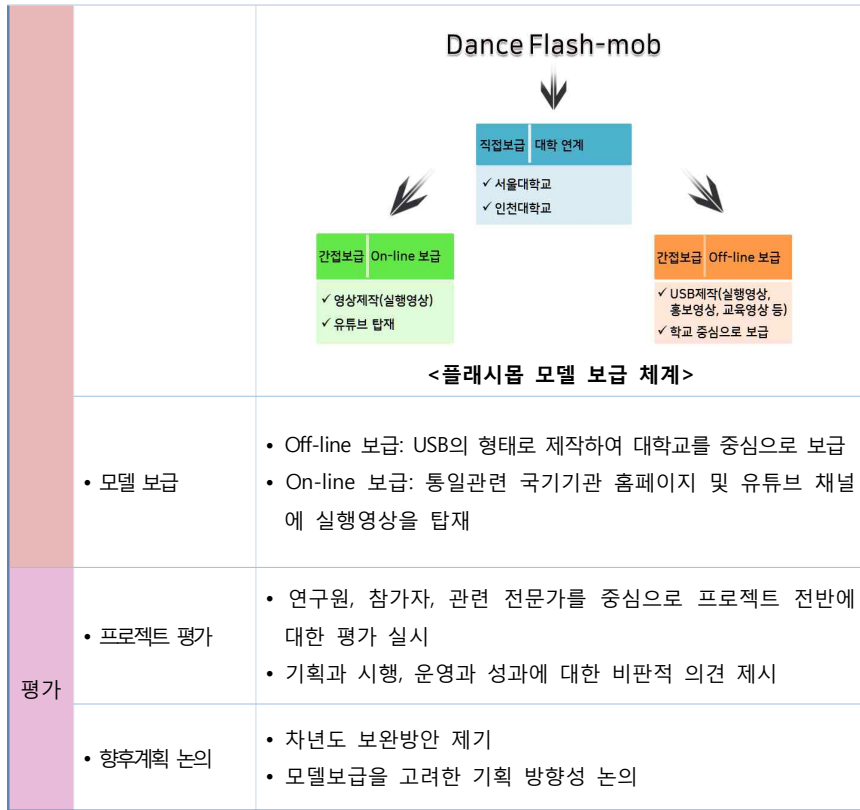 Dance Flash-mob
직접보급 대학 연계
✓ 서울대학교
✓ 인천대학교
간접보급 On-line 보급
✓ 영상제작(실행영상)
✓ 유튜브 탑재
간접보급 Off-line 보급
✓ USB제작(실행영상,
홍보영상, 교육영상 등)
✓ 학교 중심으로 보급
<플래시몹 모델 보급 체계>
• 모델 보급
• Off-line 보급: USB의 형태로 제작하여 대학교를 중심으로 보급
• On-line 보급: 통일관련 국기기관 홈페이지 및 유튜브 채널
에 실행영상을 탑재
평가
• 프로젝트 평가
• 연구원, 참가자, 관련 전문가를 중심으로 프로젝트 전반에
대한 평가 실시
• 기획과 시행, 운영과 성과에 대한 비판적 의견 제시
• 향후계획 논의
• 차년도 보완방안 제기
• 모델보급을 고려한 기획 방향성 논의